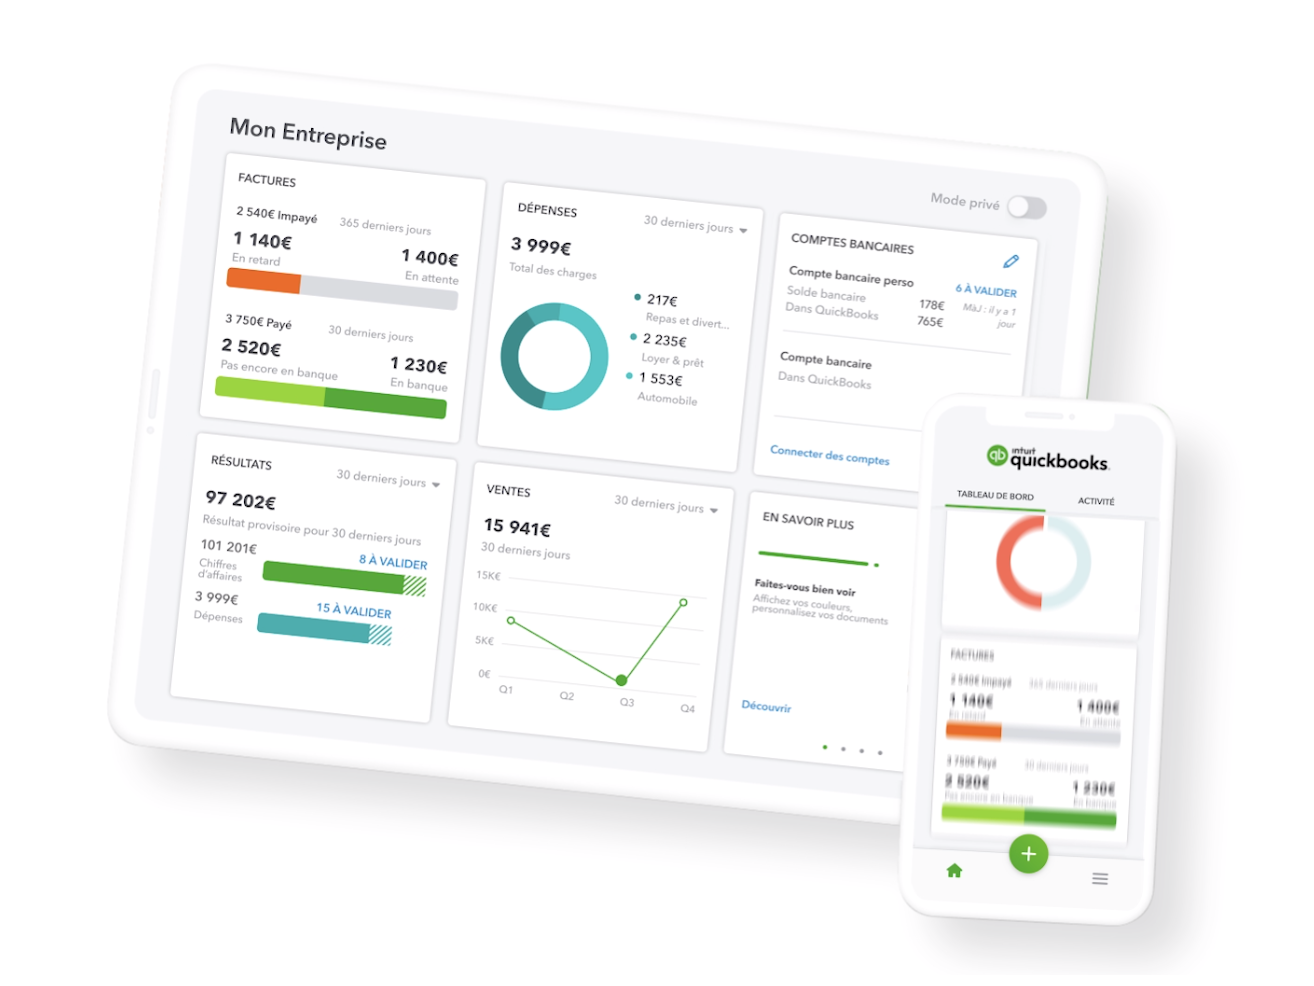 Mon Entreprise
Mode privé
FACTURES
2 540€ Impayé 365 derniers jours
1 140€ 1 400€
En retard En attente
3 750€ Payé 30 derniers jours
2 520€ 1 230€
Pas encore en banque En banque
DÉPENSES 30 derniers jours
3 999€
Total des charges
217€
Repas et divert...
2 235€
Loyer & prêt
1 553€
Automobile
COMPTES BANCAIRES
Compte bancaire perso 6 À VALIDER
Solde bancaire 178€ MàJ : il y a 1
Dans QuickBooks 765€ jour
Compte bancaire
Dans QuickBooks
Connecter des comptes
RÉSULTATS 30 derniers jours
97 202€
Résultat provisoire pour 30 derniers jours
101 201€ 8 À VALIDER
Chiffres
d'affaires
3 999€ 15 À VALIDER
Dépenses
VENTES 30 derniers jours
15 941€
30 derniers jours
15K€
10K€
5K€
0€
Q1 Q2 Q3 Q4
EN SAVOIR PLUS
Faites-vous bien voir
Affichez vos couleurs,
personnalisez vos documents
Découvrir
qb intuit
quickbooks.
TABLEAU DE BORD ACTIVITÉ
FACTURES
2 540€ Impayé 365 derniers jours
1 140€ 1 400€
En retard En attente
3 750€ Payé 30 derniers jours
2 520€ 1 230€
Pas encore en banque En banque